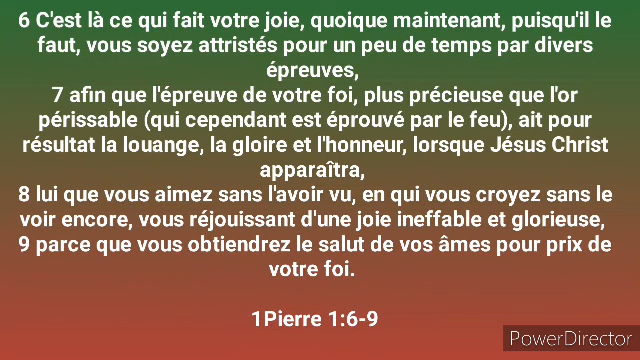 6 C'est là ce qui fait votre joie, quoique maintenant, puisqu'il le
faut, vous soyez attristés pour un peu de temps par divers
épreuves,
7 afin que l'épreuve de votre foi, plus précieuse que l'or
périssable (qui cependant est éprouvé par le feu), ait pour
résultat la louange, la gloire et l'honneur, lorsque Jésus Christ
apparaîtra,
8 lui que vous aimez sans l'avoir vu, en qui vous croyez sans le
voir encore, vous réjouissant d'une joie ineffable et glorieuse,
9 parce que vous obtiendrez le salut de vos âmes pour prix de
votre foi.
1Pierre 1:6-9
PowerDirector